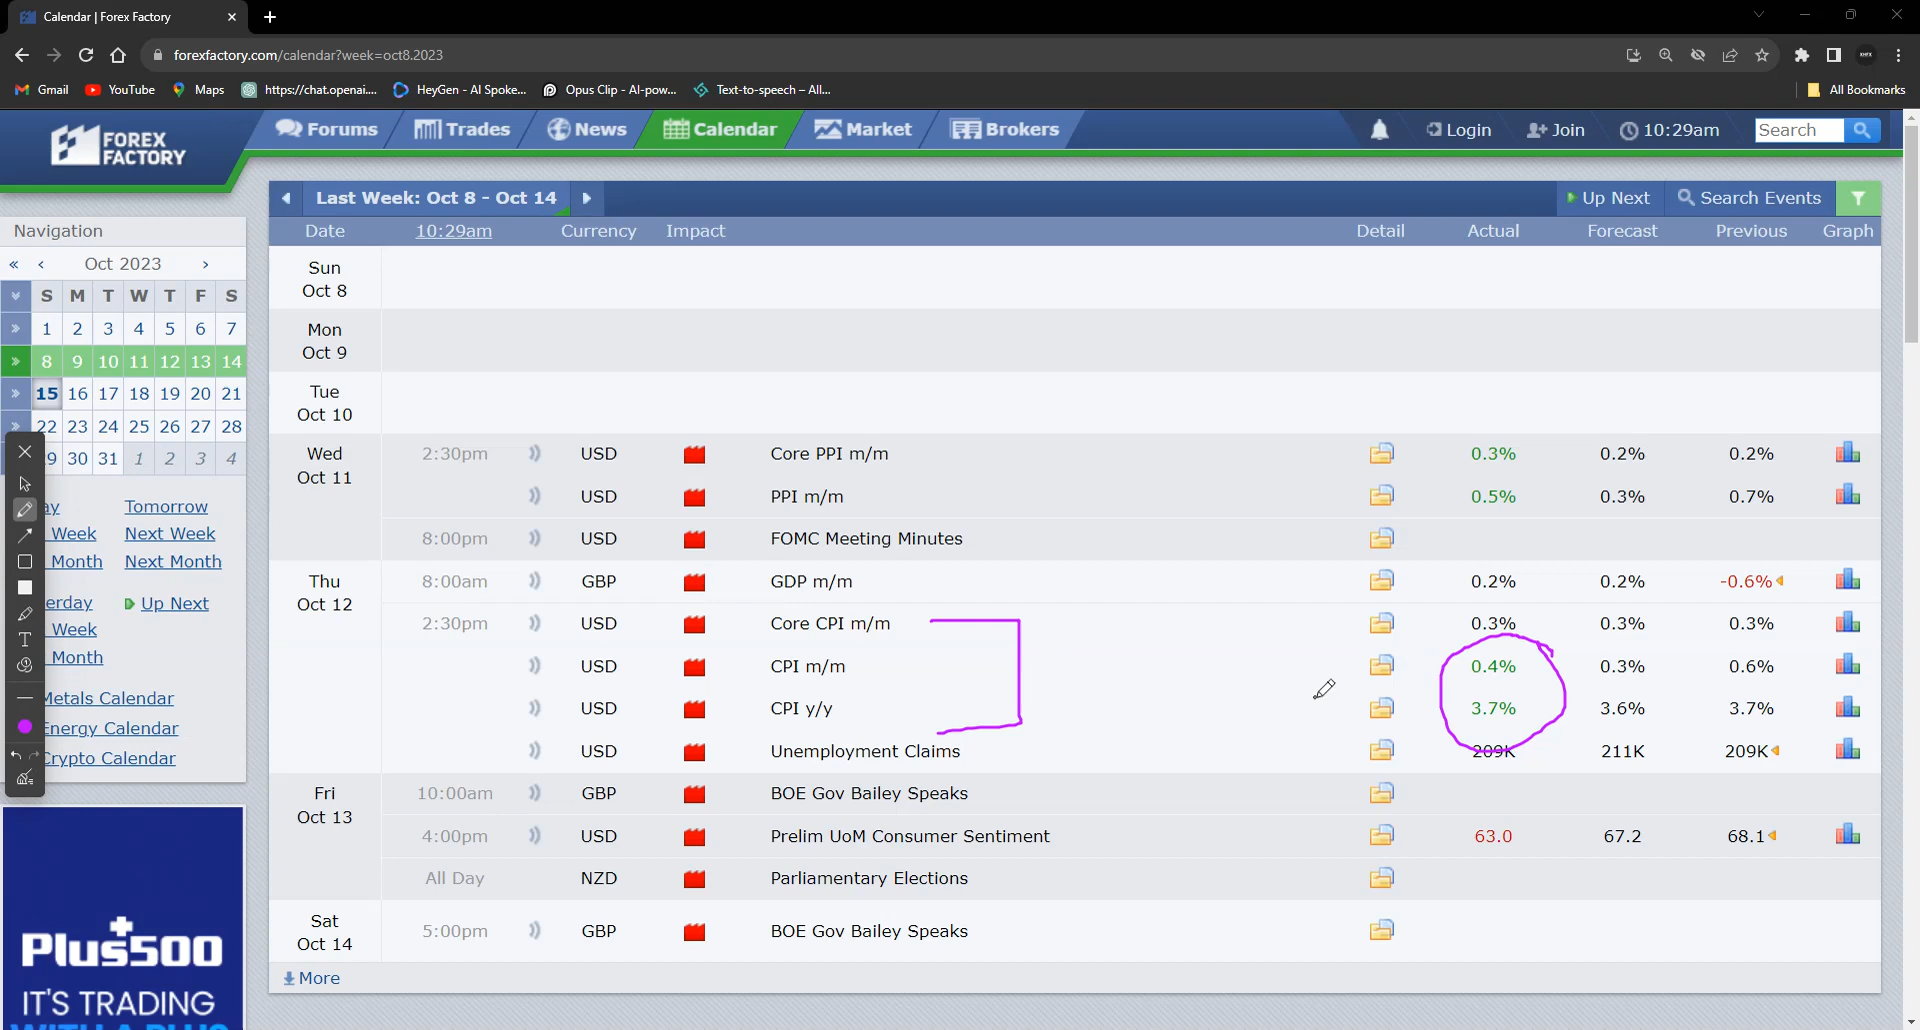 Calendar | Forex Factory
forexfactory.com/calendar?week=oct8.2023
Gmail YouTube Maps https://chat.openai.... HeyGen - AI Spoke... Opus Clip - AI-pow... Text-to-speech – All... All Bookmarks
FOREX
FACTORY
Forums Trades News Calendar Market Brokers Login Join 10:29am Search
Last Week: Oct 8 - Oct 14 Up Next Search Events
Date 10:29am Currency Impact Detail Actual Forecast Previous Graph
Sun
Oct 8
Mon
Oct 9
Tue
Oct 10
Wed
Oct 11
2:30pm USD Core PPI m/m 0.3% 0.2% 0.2%
USD PPI m/m 0.5% 0.3% 0.7%
8:00pm USD FOMC Meeting Minutes
Thu
Oct 12
8:00am GBP GDP m/m 0.2% 0.2% -0.6%
2:30pm USD Core CPI m/m 0.3% 0.3% 0.3%
USD CPI m/m 0.4% 0.3% 0.6%
USD CPI y/y 3.7% 3.6% 3.7%
USD Unemployment Claims 209K 211K 209K
Fri
Oct 13
10:00am GBP BOE Gov Bailey Speaks
4:00pm USD Prelim UoM Consumer Sentiment 63.0 67.2 68.1
All Day NZD Parliamentary Elections
Sat
Oct 14
5:00pm GBP BOE Gov Bailey Speaks
More
Navigation
« ‹ Oct 2023 ›
S M T W T F S
1 2 3 4 5 6 7
8 9 10 11 12 13 14
15 16 17 18 19 20 21
22 23 24 25 26 27 28
30 31 1 2 3 4
Tomorrow
Week Next Week
Month Next Month
Up Next
Week
Month
Metals Calendar
Energy Calendar
Crypto Calendar
Plus500
IT'S TRADING
WITH A PLUS